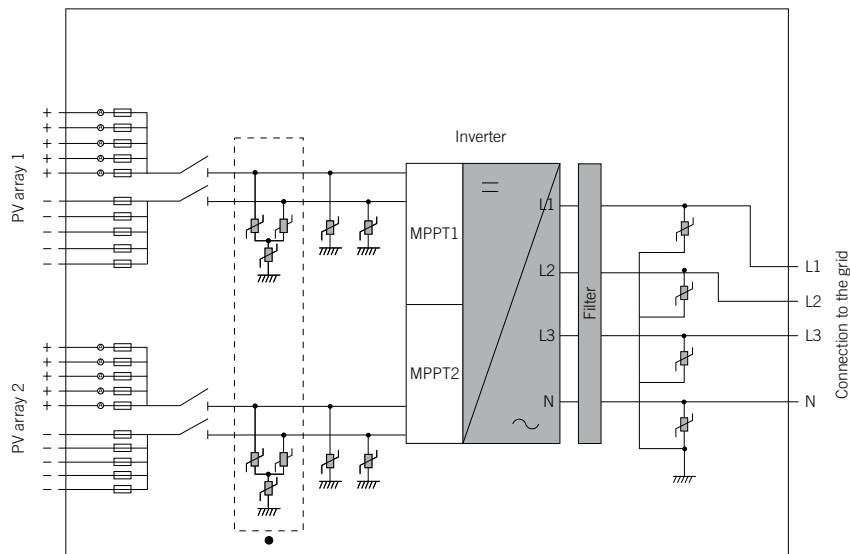 Inverter
PV array 1
+
+
+
+
+
−
−
−
−
−
MPPT1
MPPT2
L1
L2
L3
N
Filter
L1
L2
L3
N
Connection to the grid
PV array 2
+
+
+
+
+
−
−
−
−
−